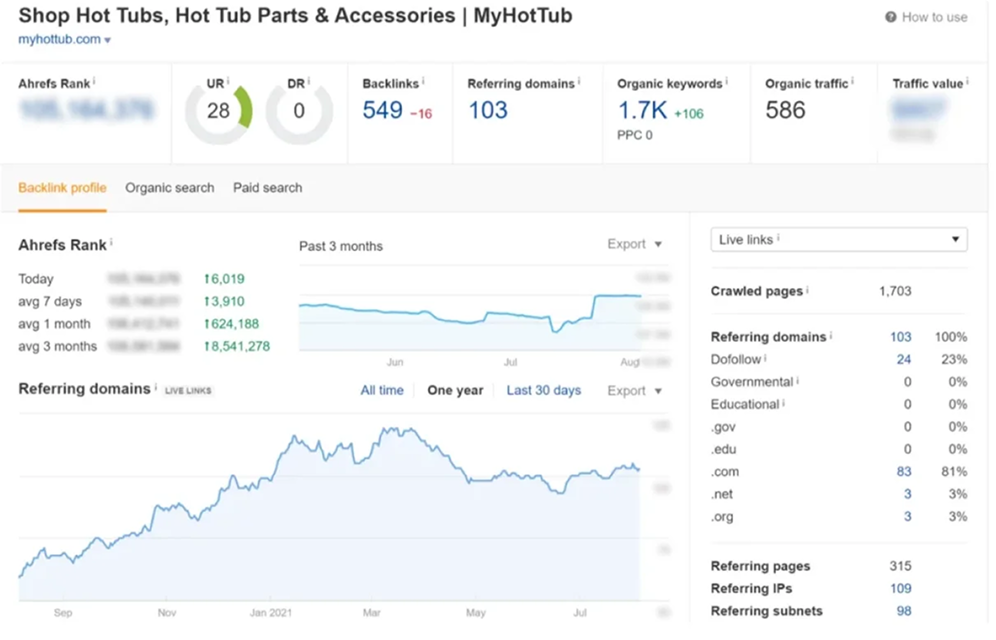 Shop Hot Tubs, Hot Tub Parts & Accessories | MyHotTub
How to use
myhottub.com
Ahrefs Rank
UR
28
DR
0
Backlinks
549 -16
Referring domains
103
Organic keywords
1.7K +106
PPC 0
Organic traffic
586
Traffic value
Backlink profile Organic search Paid search
Ahrefs Rank
Past 3 months
Export
Today ↑6,019
avg 7 days ↑3,910
avg 1 month ↑624,188
avg 3 months ↑8,541,278
Jun Jul Aug
Referring domains LIVE LINKS
All time One year Last 30 days Export
Sep Nov Jan 2021 Mar May Jul
Live links
Crawled pages 1,703
Referring domains 103 100%
Dofollow 24 23%
Governmental 0 0%
Educational 0 0%
.gov 0 0%
.edu 0 0%
.com 83 81%
.net 3 3%
.org 3 3%
Referring pages 315
Referring IPs 109
Referring subnets 98